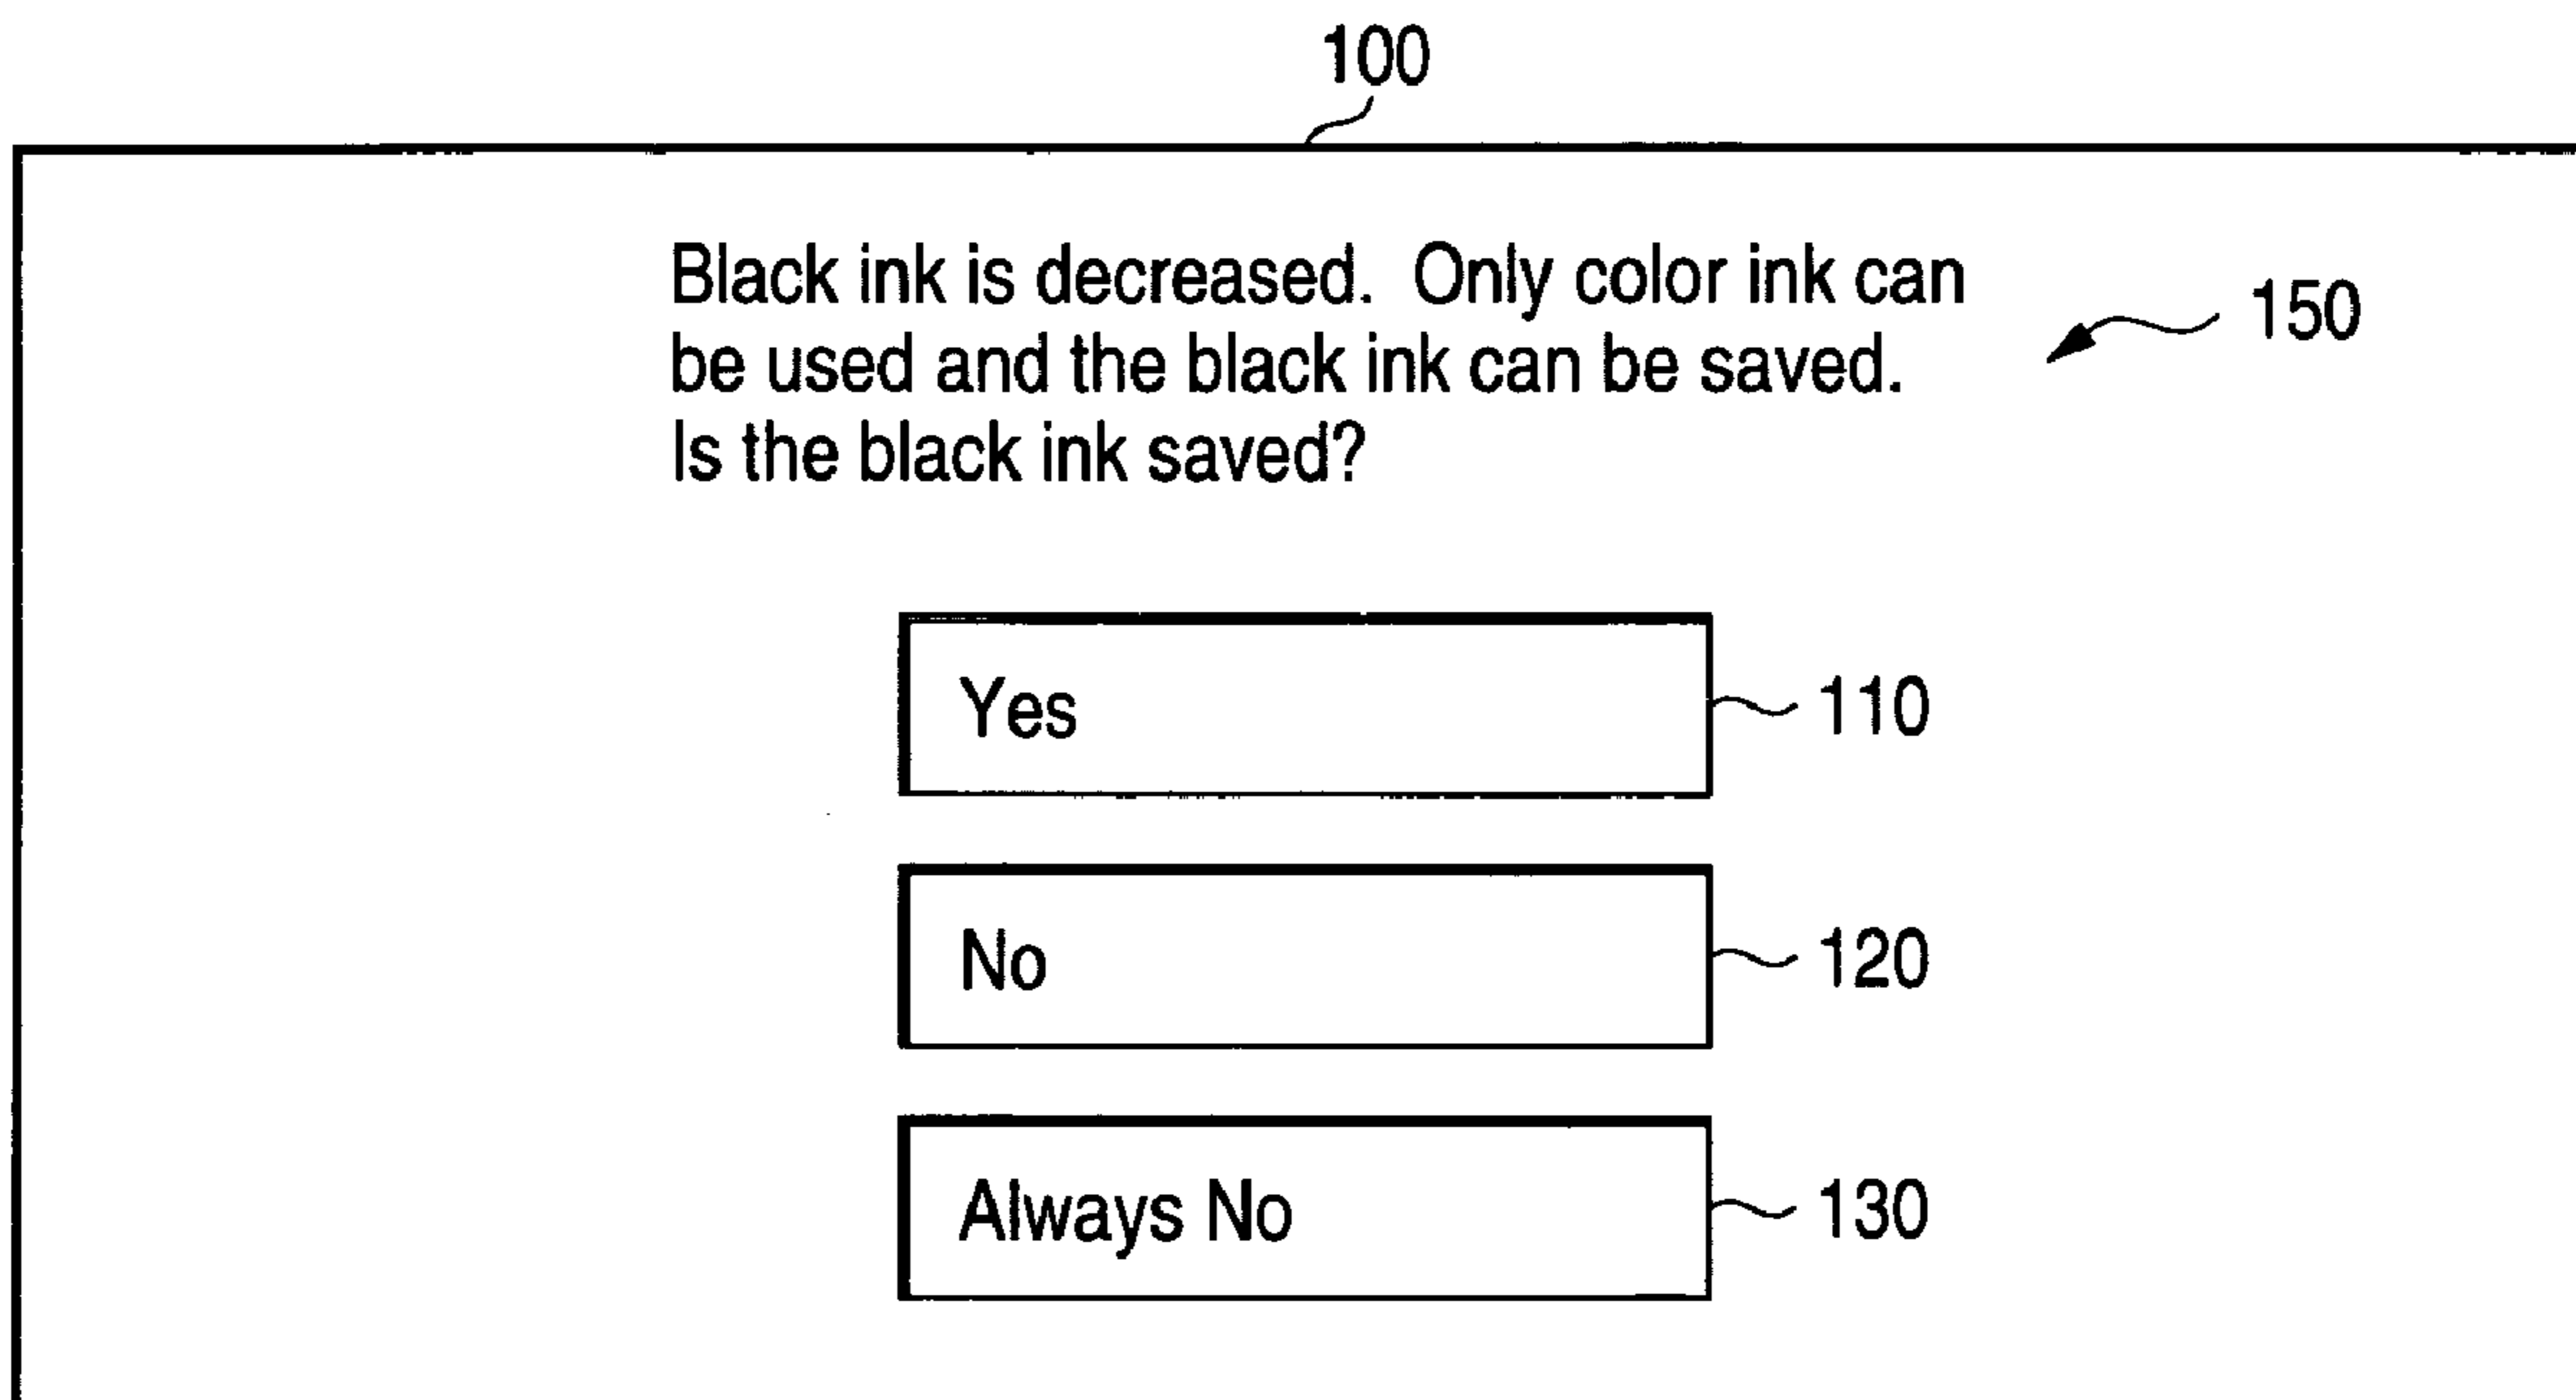 100
Black ink is decreased. Only color ink can
be used and the black ink can be saved.
Is the black ink saved?
150
Yes
110
No
120
Always No
130